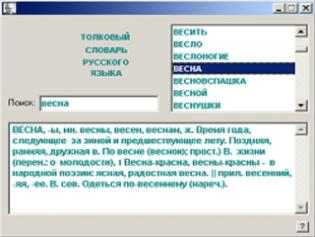 ТОЛКОВЫЙ
СЛОВАРЬ
РУССКОГО
ЯЗЫКА
Поиск: весна
ВЕСИТЬ
ВЕСЛО
ВЕСЛОНОГИЕ
ВЕСНА
ВЕСНОВСПАШКА
ВЕСНОЙ
ВЕСНУШКИ
ВЕСНА, -ы, мн. весны, весен, веснам, ж. Время года,
следующее за зимой и предшествующее лету. Поздняя,
ранняя, дружная в. По весне (весною; прост.) В. жизни
(перен.: о молодости), т Весна-красна, весны-красны - в
народной поэзии: ясная, радостная весна. || прил. весенний,
-яя, -ее. В. сев. Одеться по-весеннему (нареч.).
?